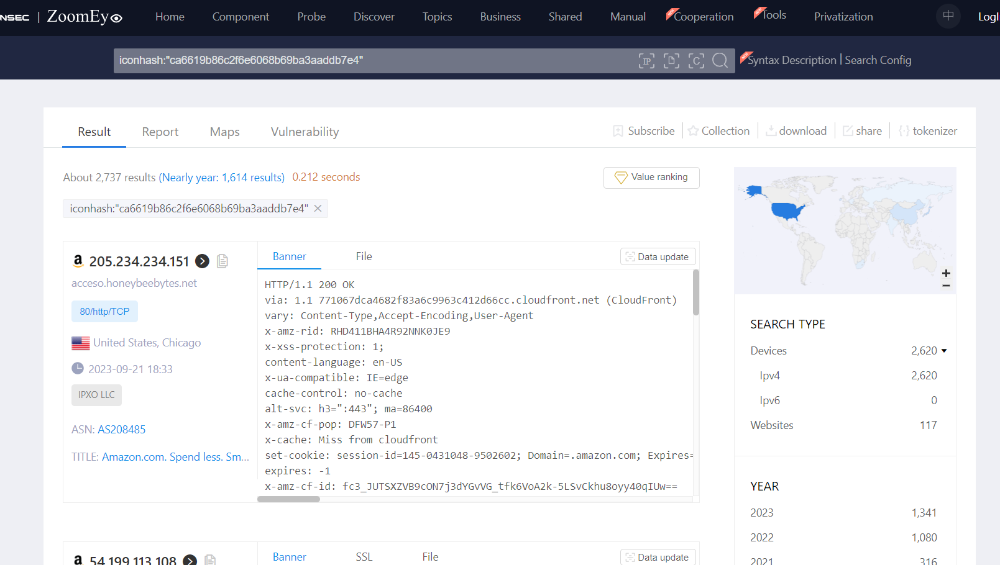 NSEC | ZoomEye Home Component Probe Discover Topics Business Shared Manual NEW Cooperation NEW Tools Privatization 中 LogI
iconhash:"ca6619b86c2f6e6068b69ba3aaddb7e4" IP D C NEW Syntax Description | Search Config
Result Report Maps Vulnerability Subscribe Collection download share tokenizer
About 2,737 results (Nearly year: 1,614 results) 0.212 seconds Value ranking
iconhash:"ca6619b86c2f6e6068b69ba3aaddb7e4" ×
205.234.234.151
acceso.honeybeebytes.net
80/http/TCP
United States, Chicago
2023-09-21 18:33
IPXO LLC
ASN: AS208485
TITLE: Amazon.com. Spend less. Sm...
Banner File Data update
HTTP/1.1 200 OK
via: 1.1 771067dca4682f83a6c9963c412d66cc.cloudfront.net (CloudFront)
vary: Content-Type,Accept-Encoding,User-Agent
x-amz-rid: RHD411BHA4R92NNK0JE9
x-xss-protection: 1;
content-language: en-US
x-ua-compatible: IE=edge
cache-control: no-cache
alt-svc: h3=":443"; ma=86400
x-amz-cf-pop: DFW57-P1
x-cache: Miss from cloudfront
set-cookie: session-id=145-0431048-9502602; Domain=.amazon.com; Expires=
expires: -1
x-amz-cf-id: fc3_JUTSXZVB9cON7j3dYGvVG_tfk6VoA2k-5LSvCkhu8oyy40qIUw==
54.199.113.108
Banner SSL File Data update
SEARCH TYPE
Devices 2,620
Ipv4 2,620
Ipv6 0
Websites 117
YEAR
2023 1,341
2022 1,080
2021 316